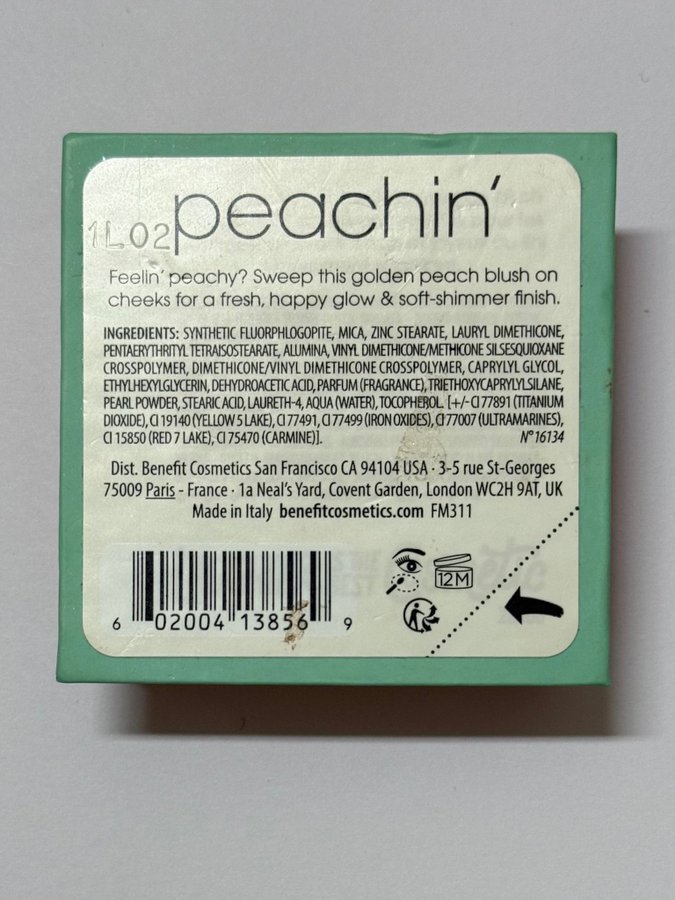 peachin'
1L02
Feelin' peachy? Sweep this golden peach blush on
cheeks for a fresh, happy glow & soft-shimmer finish.
INGREDIENTS: SYNTHETIC FLUORPHLOGOPITE, MICA, ZINC STEARATE, LAURYL DIMETHICONE,
PENTAERYTHRITYL TETRAISOSTEARATE, ALUMINA, VINYL DIMETHICONE/METHICONE SILSESQUIOXANE
CROSSPOLYMER, DIMETHICONE/VINYL DIMETHICONE CROSSPOLYMER, CAPRYLYL GLYCOL,
ETHYLHEXYLGLYCERIN, DEHYDROACETIC ACID, PARFUM (FRAGRANCE), TRIETHOXYCAPRYLYLSILANE,
PEARL POWDER, STEARIC ACID, LAURETH-4, AQUA (WATER), TOCOPHEROL. [+/- CI 77891 (TITANIUM
DIOXIDE), CI 19140 (YELLOW 5 LAKE), CI 77491, CI 77499 (IRON OXIDES), CI 77007 (ULTRAMARINES),
CI 15850 (RED 7 LAKE), CI 75470 (CARMINE)]. N°16134
Dist. Benefit Cosmetics San Francisco CA 94104 USA · 3-5 rue St-Georges
75009 Paris - France · 1a Neal's Yard, Covent Garden, London WC2H 9AT, UK
Made in Italy benefitcosmetics.com FM311
12M
6 02004 13856 9